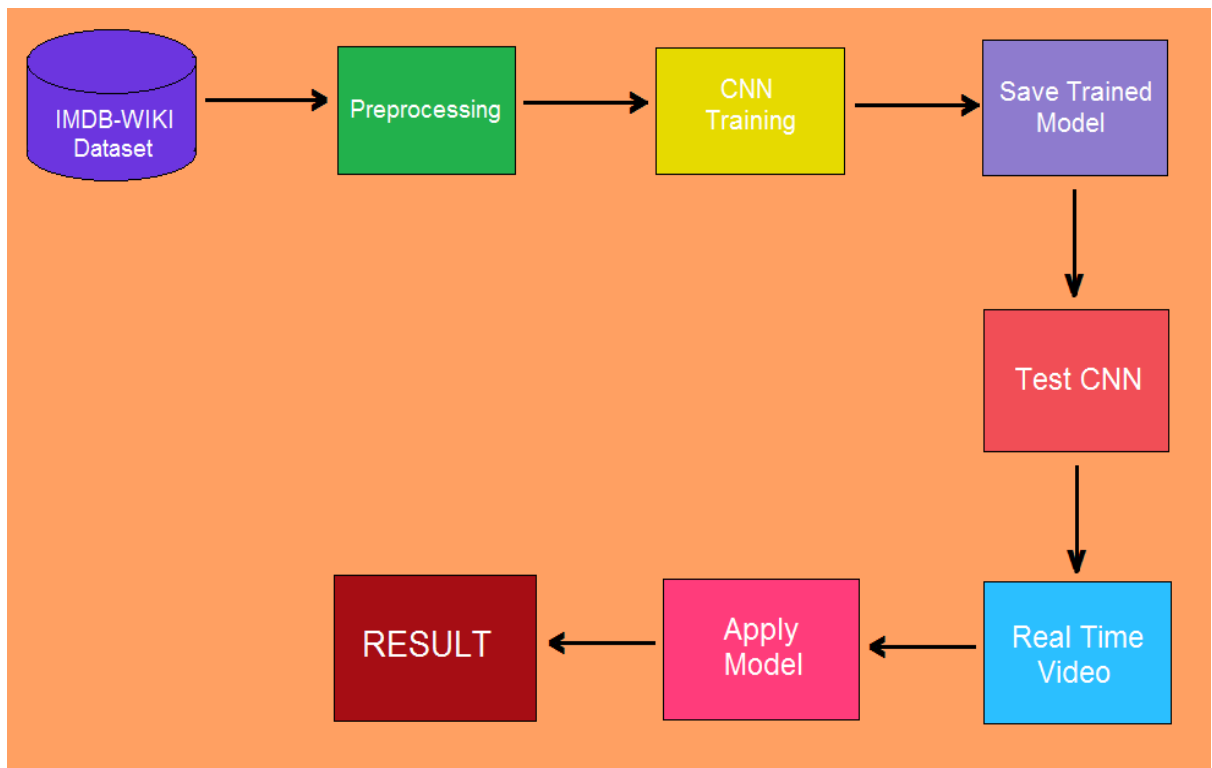 IMDB-WIKI
Dataset
Preprocessing
CNN
Training
Save Trained
Model
Test CNN
Real Time
Video
Apply
Model
RESULT